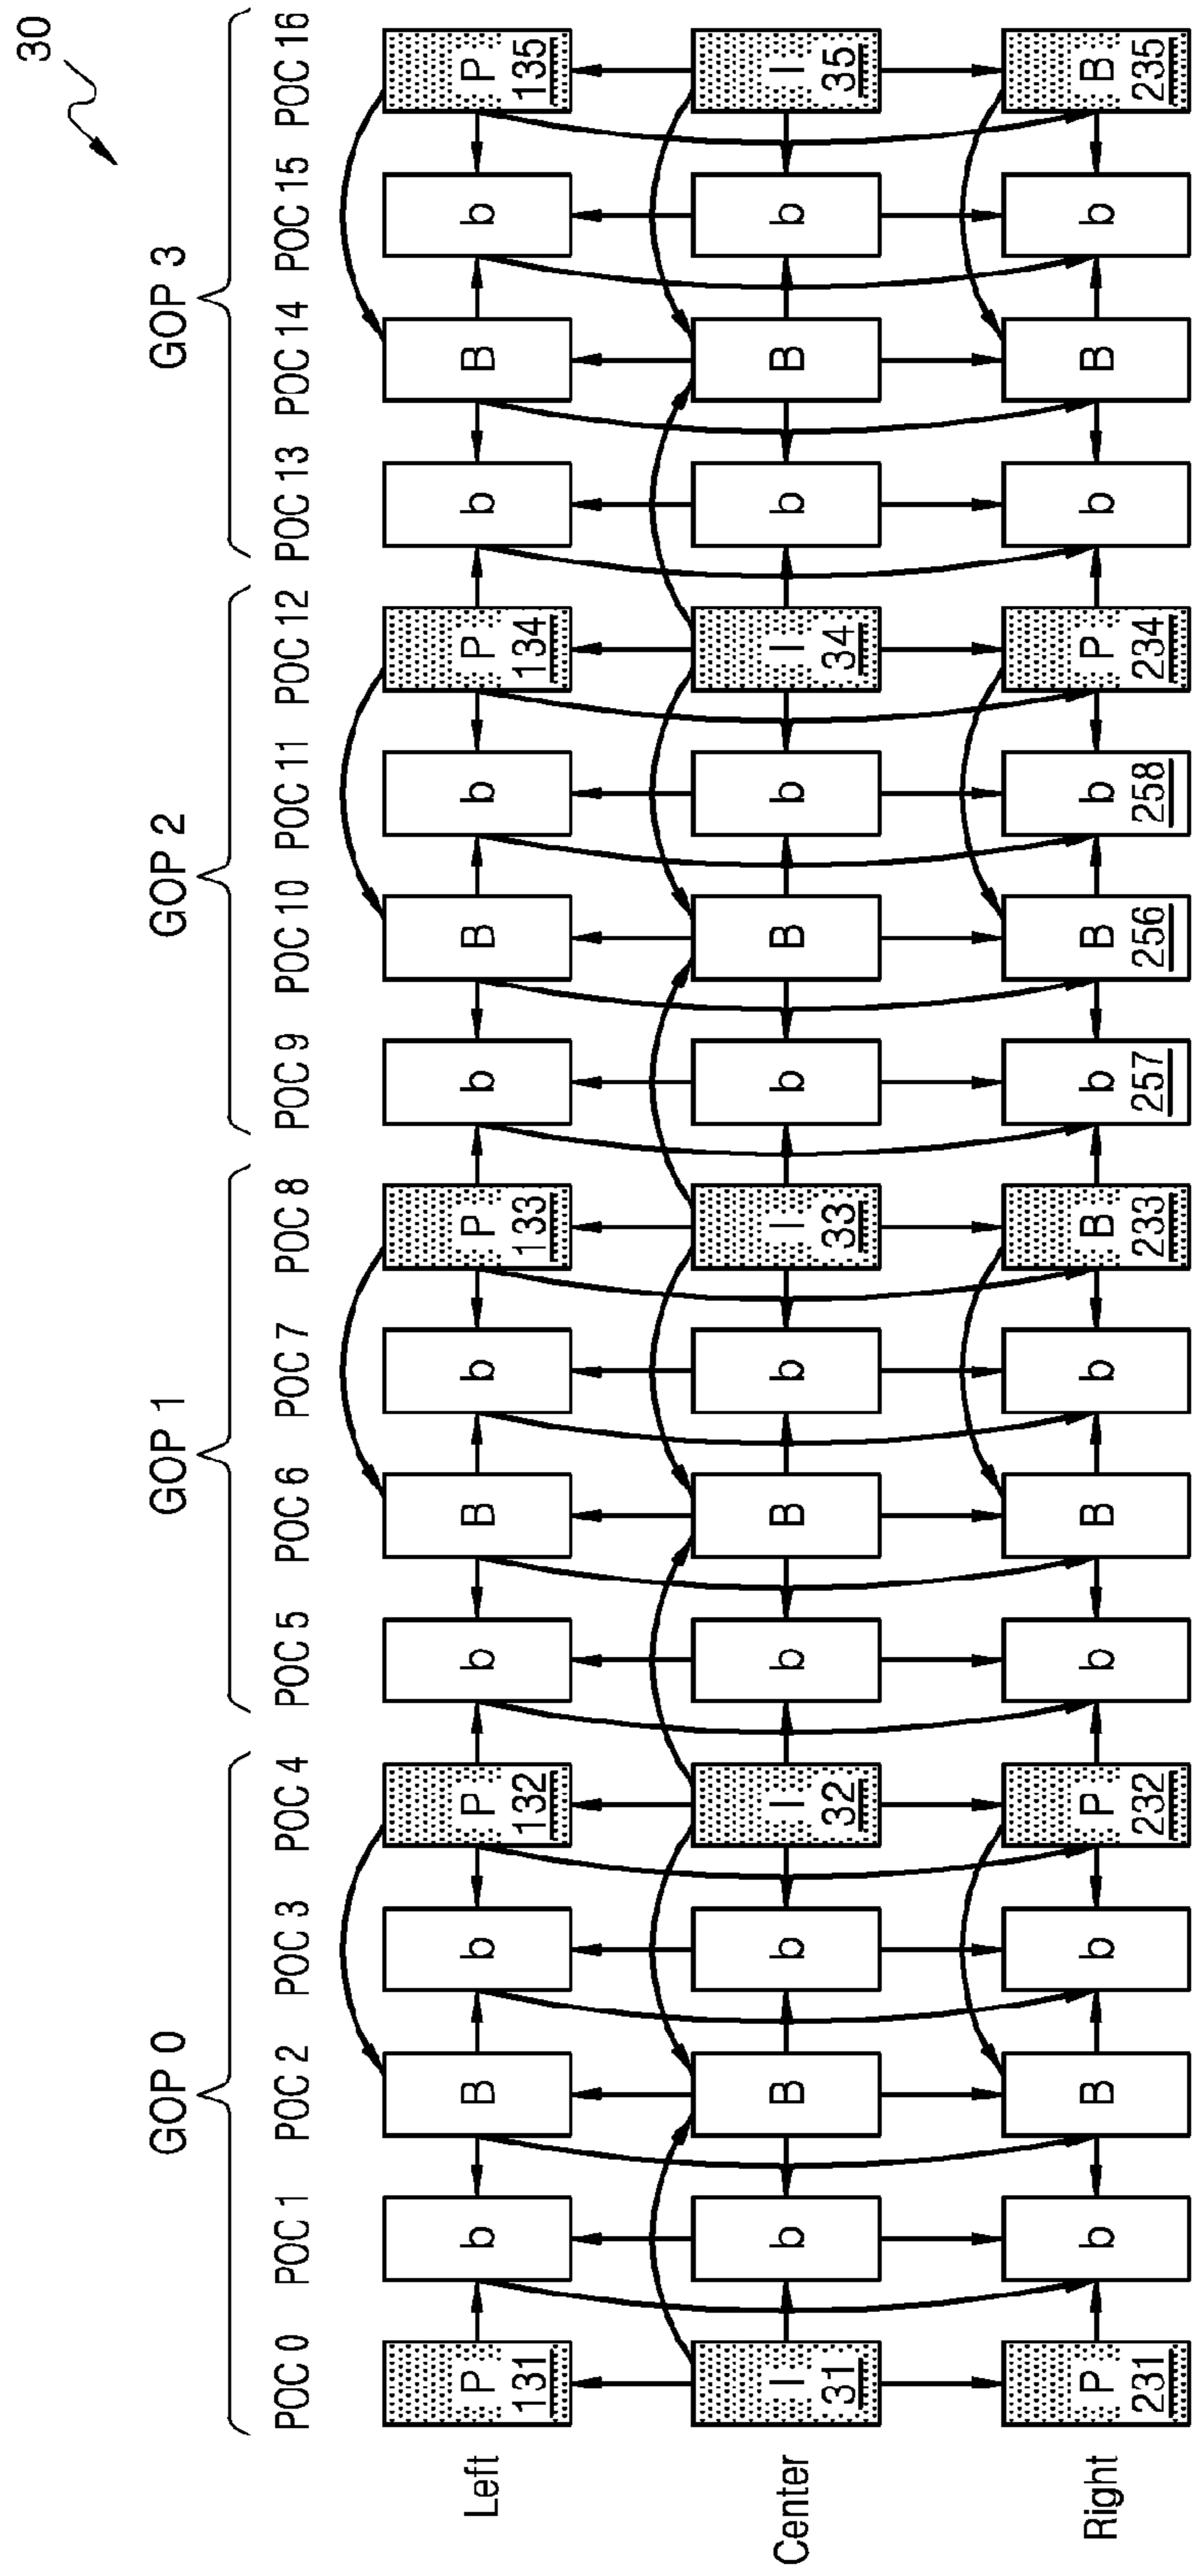 30
GOP 0 GOP 1 GOP 2 GOP 3
POC 0 POC 1 POC 2 POC 3 POC 4 POC 5 POC 6 POC 7 POC 8 POC 9 POC 10 POC 11 POC 12 POC 13 POC 14 POC 15 POC 16
Left P b B b P b B b P b B b P b B b P
131 132 133 134 135
Center I b B b I b B b I b B b I b B b I
31 32 33 34 35
Right P b B b P b B b B b B b P b B b B
231 232 233 257 256 258 234 235